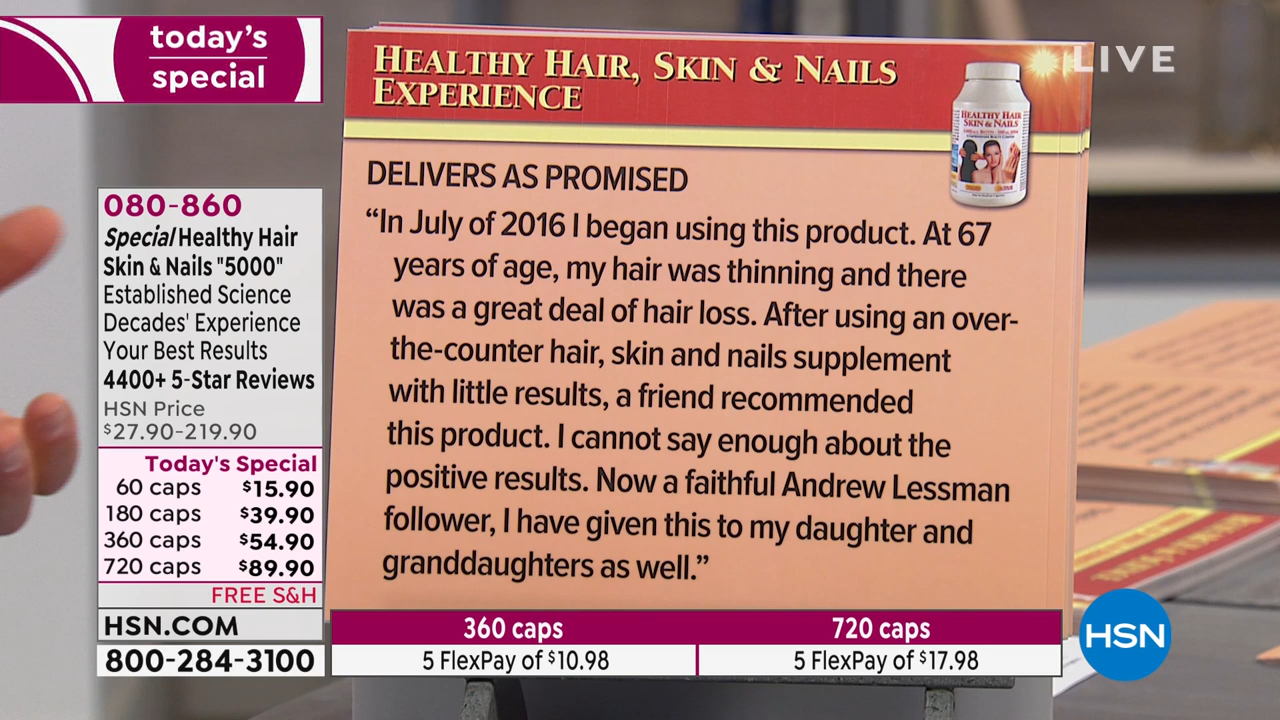 today's
special
LIVE
HEALTHY HAIR, SKIN & NAILS
EXPERIENCE
HEALTHY HAIR
SKIN & NAILS
DELIVERS AS PROMISED
“In July of 2016 I began using this product. At 67
years of age, my hair was thinning and there
was a great deal of hair loss. After using an over-
the-counter hair, skin and nails supplement
with little results, a friend recommended
this product. I cannot say enough about the
positive results. Now a faithful Andrew Lessman
follower, I have given this to my daughter and
granddaughters as well.”
080-860
Special Healthy Hair
Skin & Nails "5000"
Established Science
Decades' Experience
Your Best Results
4400+ 5-Star Reviews
HSN Price
$27.90-219.90
Today's Special
60 caps $15.90
180 caps $39.90
360 caps $54.90
720 caps $89.90
FREE S&H
HSN.COM
800-284-3100
360 caps 720 caps
5 FlexPay of $10.98 5 FlexPay of $17.98
HSN